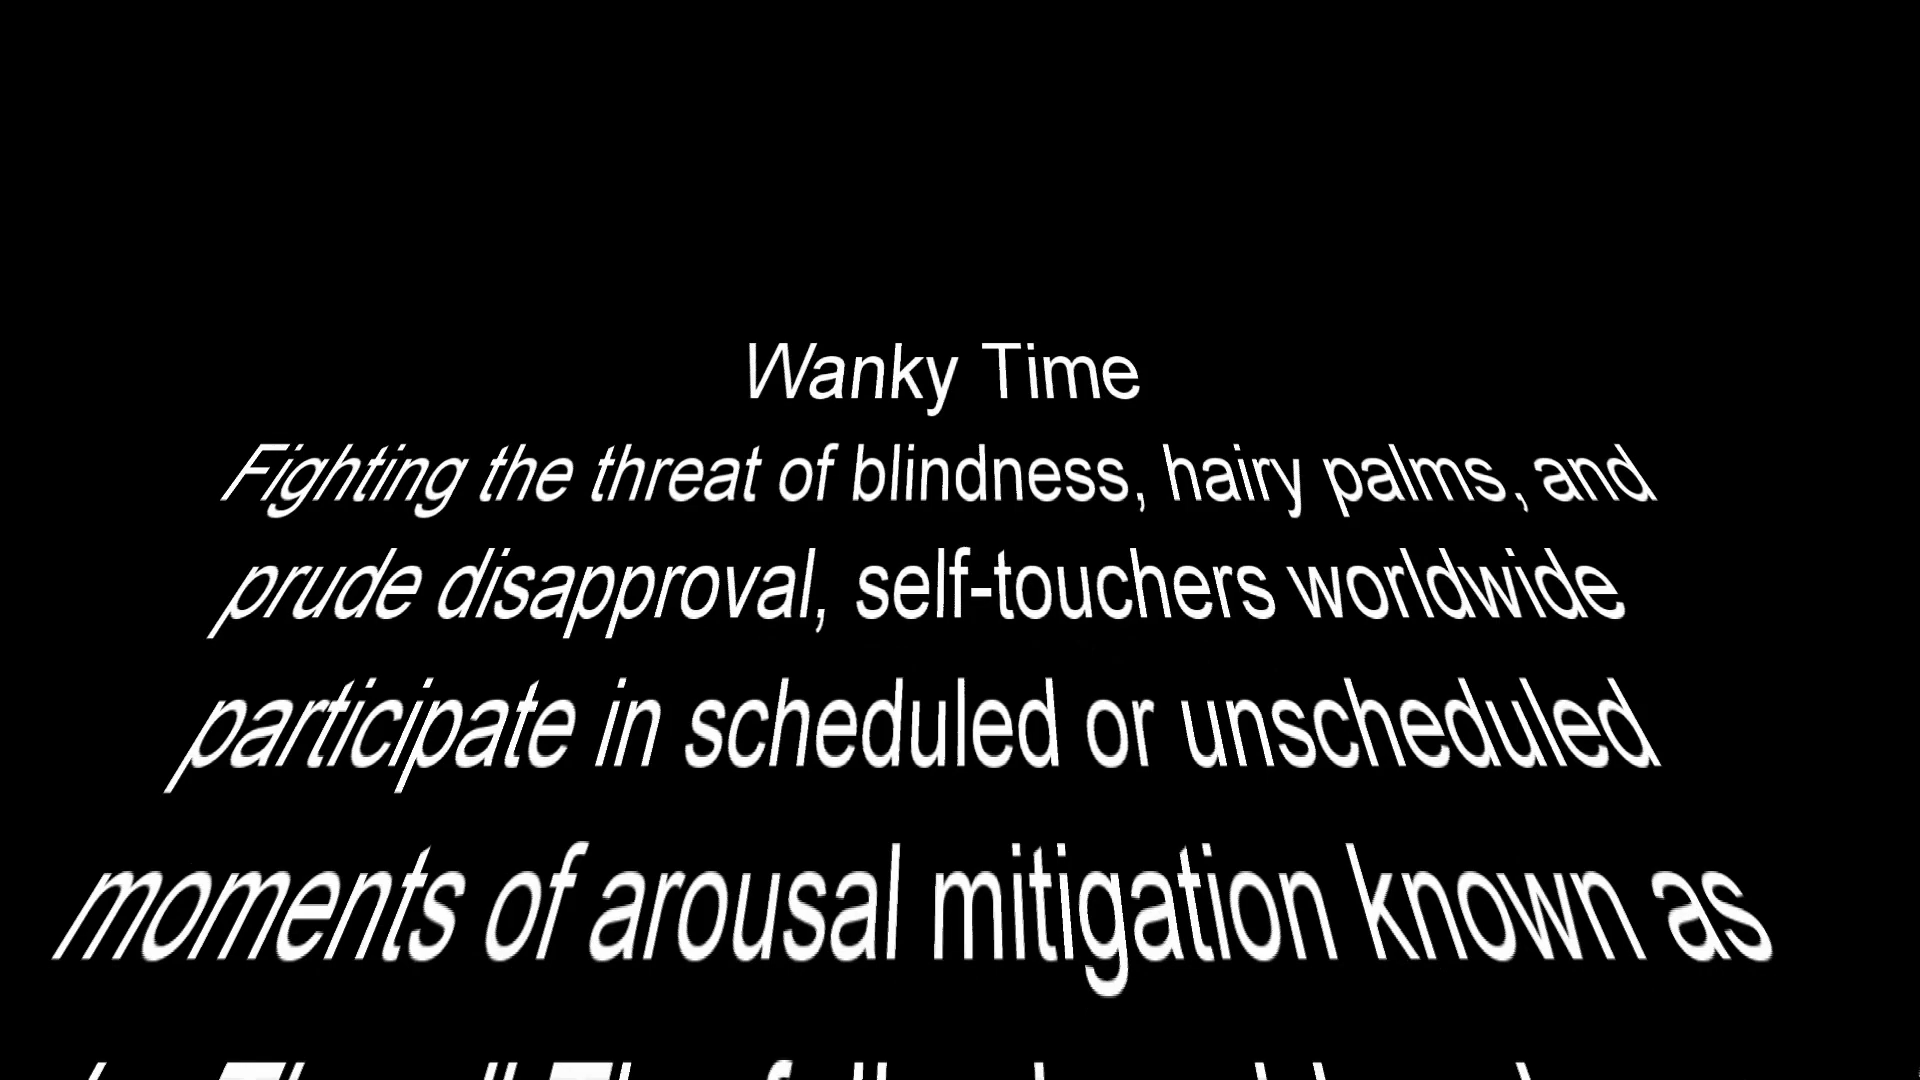 Wanky Time
Fighting the threat of blindness, hairy palms, and
prude disapproval, self-touchers worldwide
participate in scheduled or unscheduled
moments of arousal mitigation known as